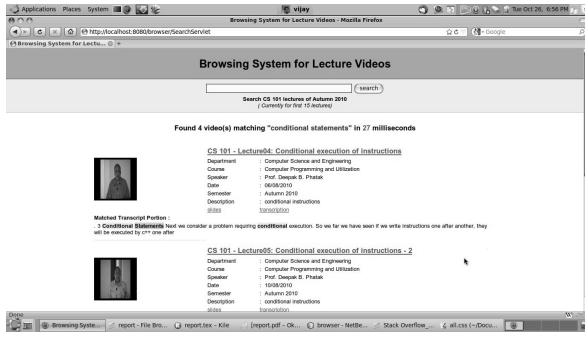 Applications Places System vijay Tue Oct 26, 6:56 PM
Browsing System for Lecture Videos - Mozilla Firefox
http://localhost:8080/browser/SearchServlet Google
Browsing System for Lectu...
Browsing System for Lecture Videos
search
Search CS 101 lectures of Autumn 2010
( Currently for first 15 lectures)
Found 4 video(s) matching "conditional statements" in 27 milliseconds
CS 101 - Lecture04: Conditional execution of instructions
Department : Computer Science and Engineering
Course : Computer Programming and Utilization
Speaker : Prof. Deepak B. Phatak
Date : 06/08/2010
Semester : Autumn 2010
Description : conditional instructions
slides transcription
Matched Transcript Portion :
. 3 Conditional Statements Next we consider a problem requiring conditional execution. So far we have seen if we write instructions one after another, they
will be executed by c++ one after
CS 101 - Lecture05: Conditional execution of instructions - 2
Department : Computer Science and Engineering
Course : Computer Programming and Utilization
Speaker : Prof. Deepak B. Phatak
Date : 10/08/2010
Semester : Autumn 2010
Description : conditional instructions
slides transcription
Done
Browsing Syste... report - File Bro... report.tex - Kile [report.pdf - Ok... browser - NetBe... Stack Overflow_... all.css (~/Docu...